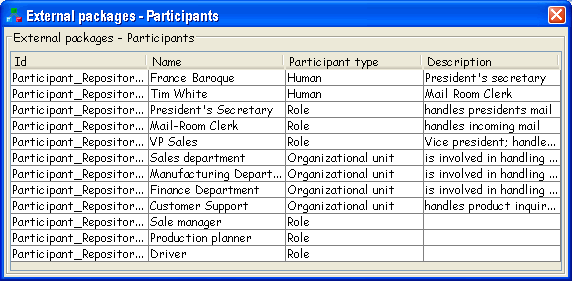 External packages - Participants
External packages - Participants
Id Name Participant type Description
Participant_Repositor... France Baroque Human President's secretary
Participant_Repositor... Tim White Human Mail Room Clerk
Participant_Repositor... President's Secretary Role handles presidents mail
Participant_Repositor... Mail-Room Clerk Role handles incoming mail
Participant_Repositor... VP Sales Role Vice president; handle...
Participant_Repositor... Sales department Organizational unit is involved in handling ...
Participant_Repositor... Manufacturing Depart... Organizational unit is involved in handling ...
Participant_Repositor... Finance Department Organizational unit is involved in handling ...
Participant_Repositor... Customer Support Organizational unit handles product inquir...
Participant_Repositor... Sale manager Role
Participant_Repositor... Production planner Role
Participant_Repositor... Driver Role